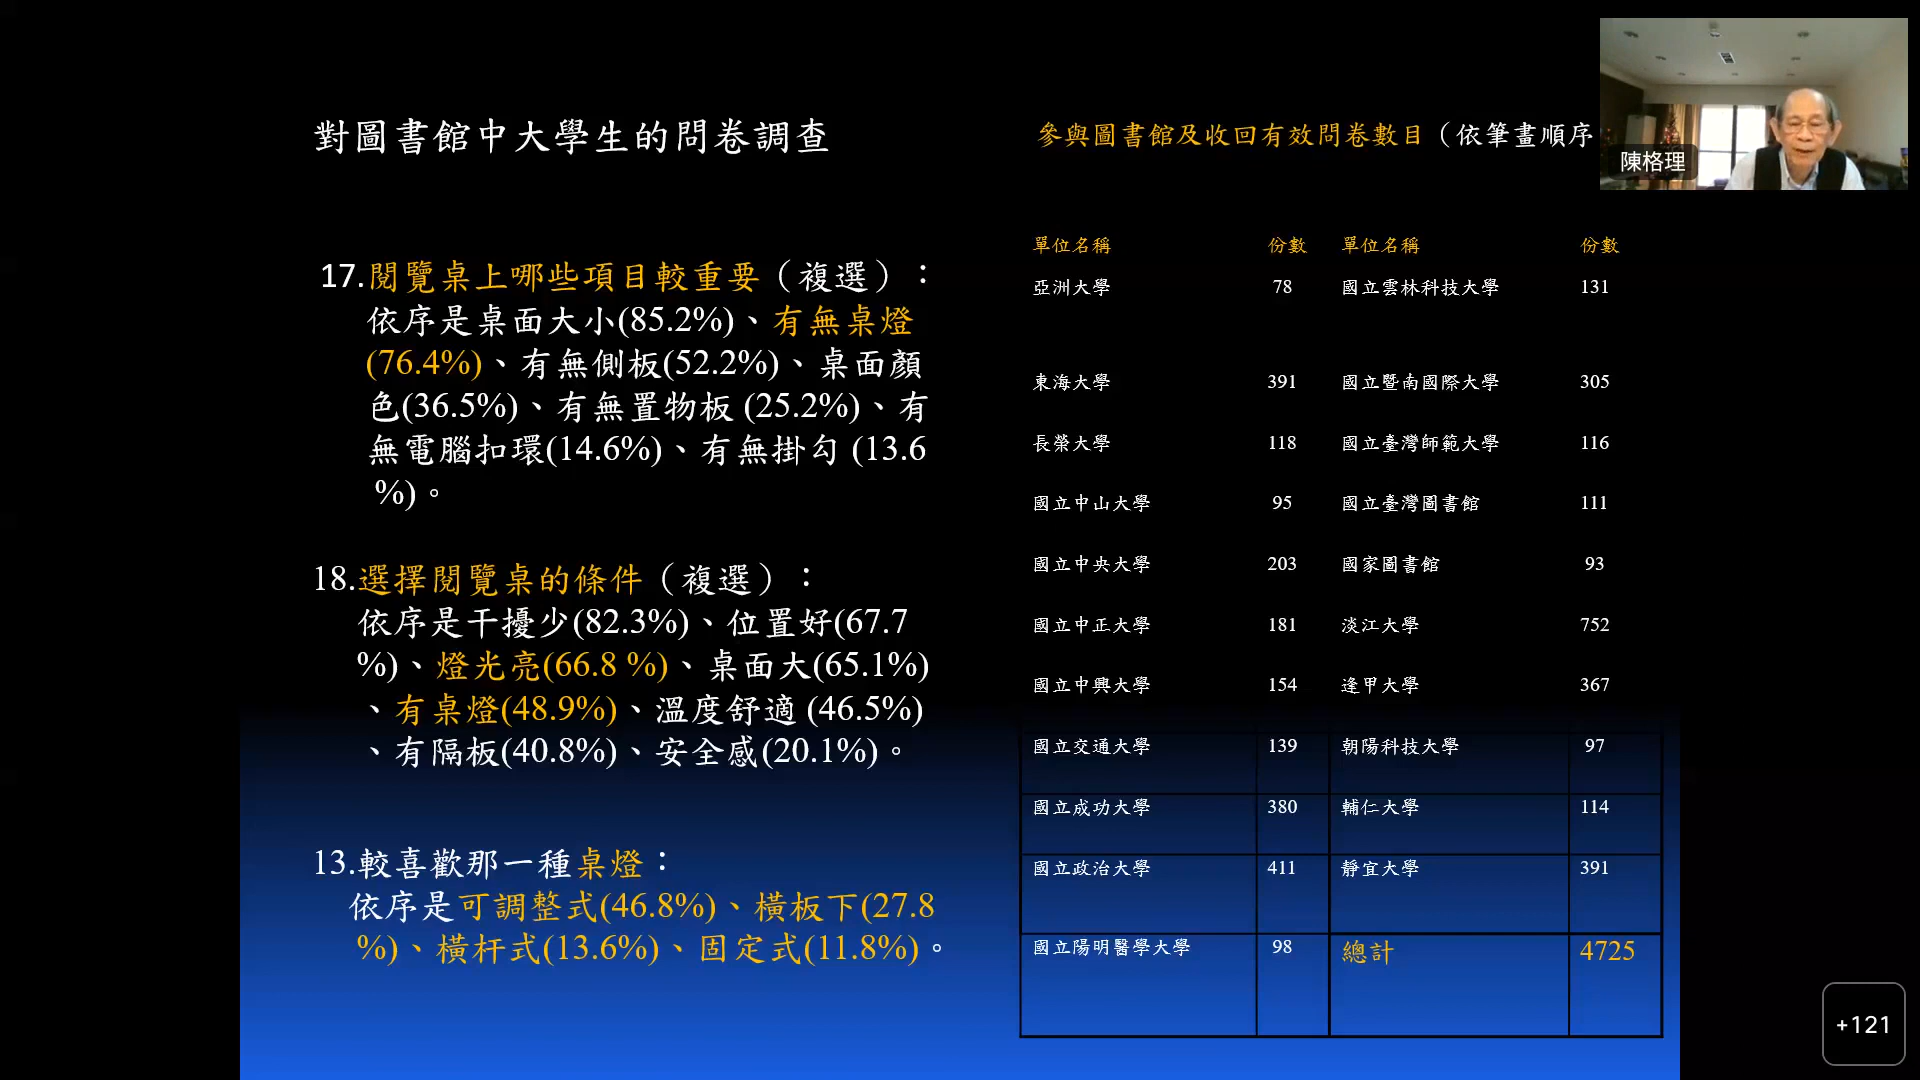 對圖書館中大學生的問卷調查
17.閱覽桌上哪些項目較重要（複選）：
依序是桌面大小(85.2%)、有無桌燈
(76.4%)、有無側板(52.2%)、桌面顏
色(36.5%)、有無置物板 (25.2%)、有
無電腦扣環(14.6%)、有無掛勾 (13.6
%)。
18.選擇閱覽桌的條件（複選）：
依序是干擾少(82.3%)、位置好(67.7
%)、燈光亮(66.8 %)、桌面大(65.1%)
、有桌燈(48.9%)、溫度舒適 (46.5%)
、有隔板(40.8%)、安全感(20.1%)。
13.較喜歡那一種桌燈：
依序是可調整式(46.8%)、橫板下(27.8
%)、橫杆式(13.6%)、固定式(11.8%)。
參與圖書館及收回有效問卷數目（依筆畫順序
單位名稱 份數 單位名稱 份數
亞洲大學 78 國立雲林科技大學 131
東海大學 391 國立暨南國際大學 305
長榮大學 118 國立臺灣師範大學 116
國立中山大學 95 國立臺灣圖書館 111
國立中央大學 203 國家圖書館 93
國立中正大學 181 淡江大學 752
國立中興大學 154 逢甲大學 367
國立交通大學 139 朝陽科技大學 97
國立成功大學 380 輔仁大學 114
國立政治大學 411 靜宜大學 391
國立陽明醫學大學 98 總計 4725
陳格理
+121